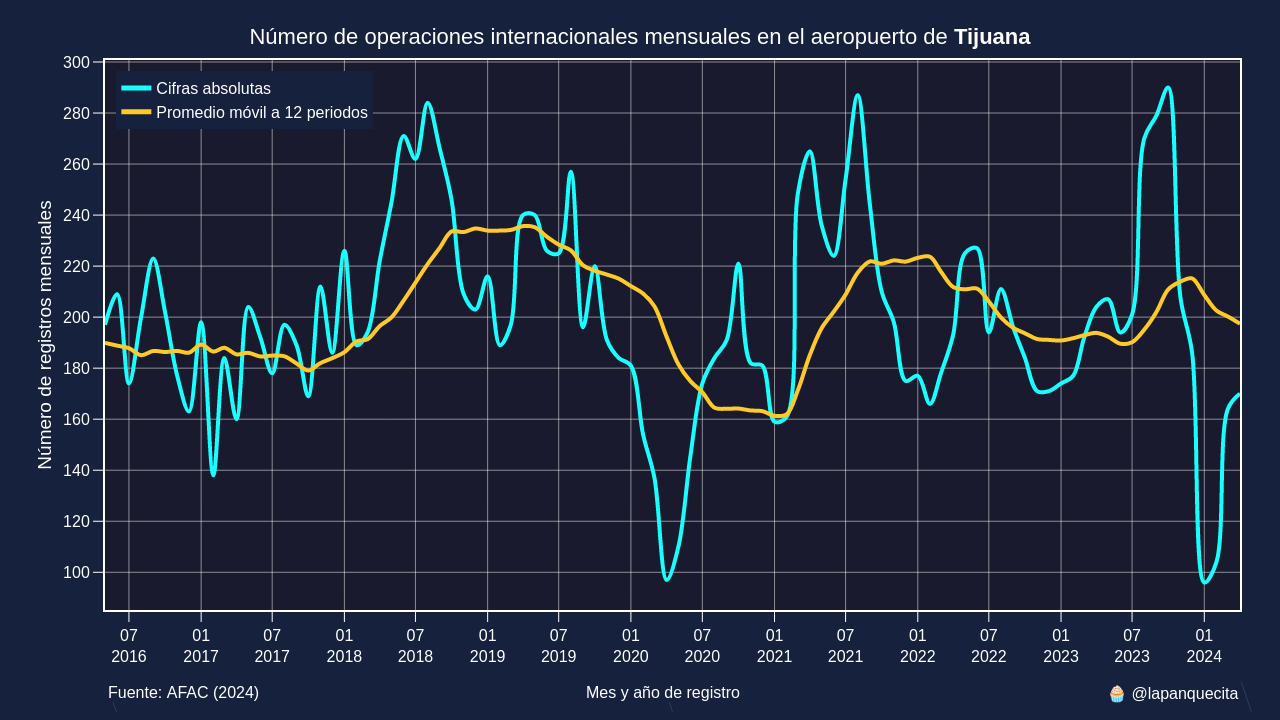 Número de operaciones internacionales mensuales en el aeropuerto de Tijuana
Cifras absolutas
Promedio móvil a 12 periodos
Número de registros mensuales
300
280
260
240
220
200
180
160
140
120
100
07 01 07 01 07 01 07 01 07 01 07 01 07 01 07 01
2016 2017 2017 2018 2018 2019 2019 2020 2020 2021 2021 2022 2022 2023 2023 2024
Fuente: AFAC (2024) Mes y año de registro 🧁 @lapanquecita